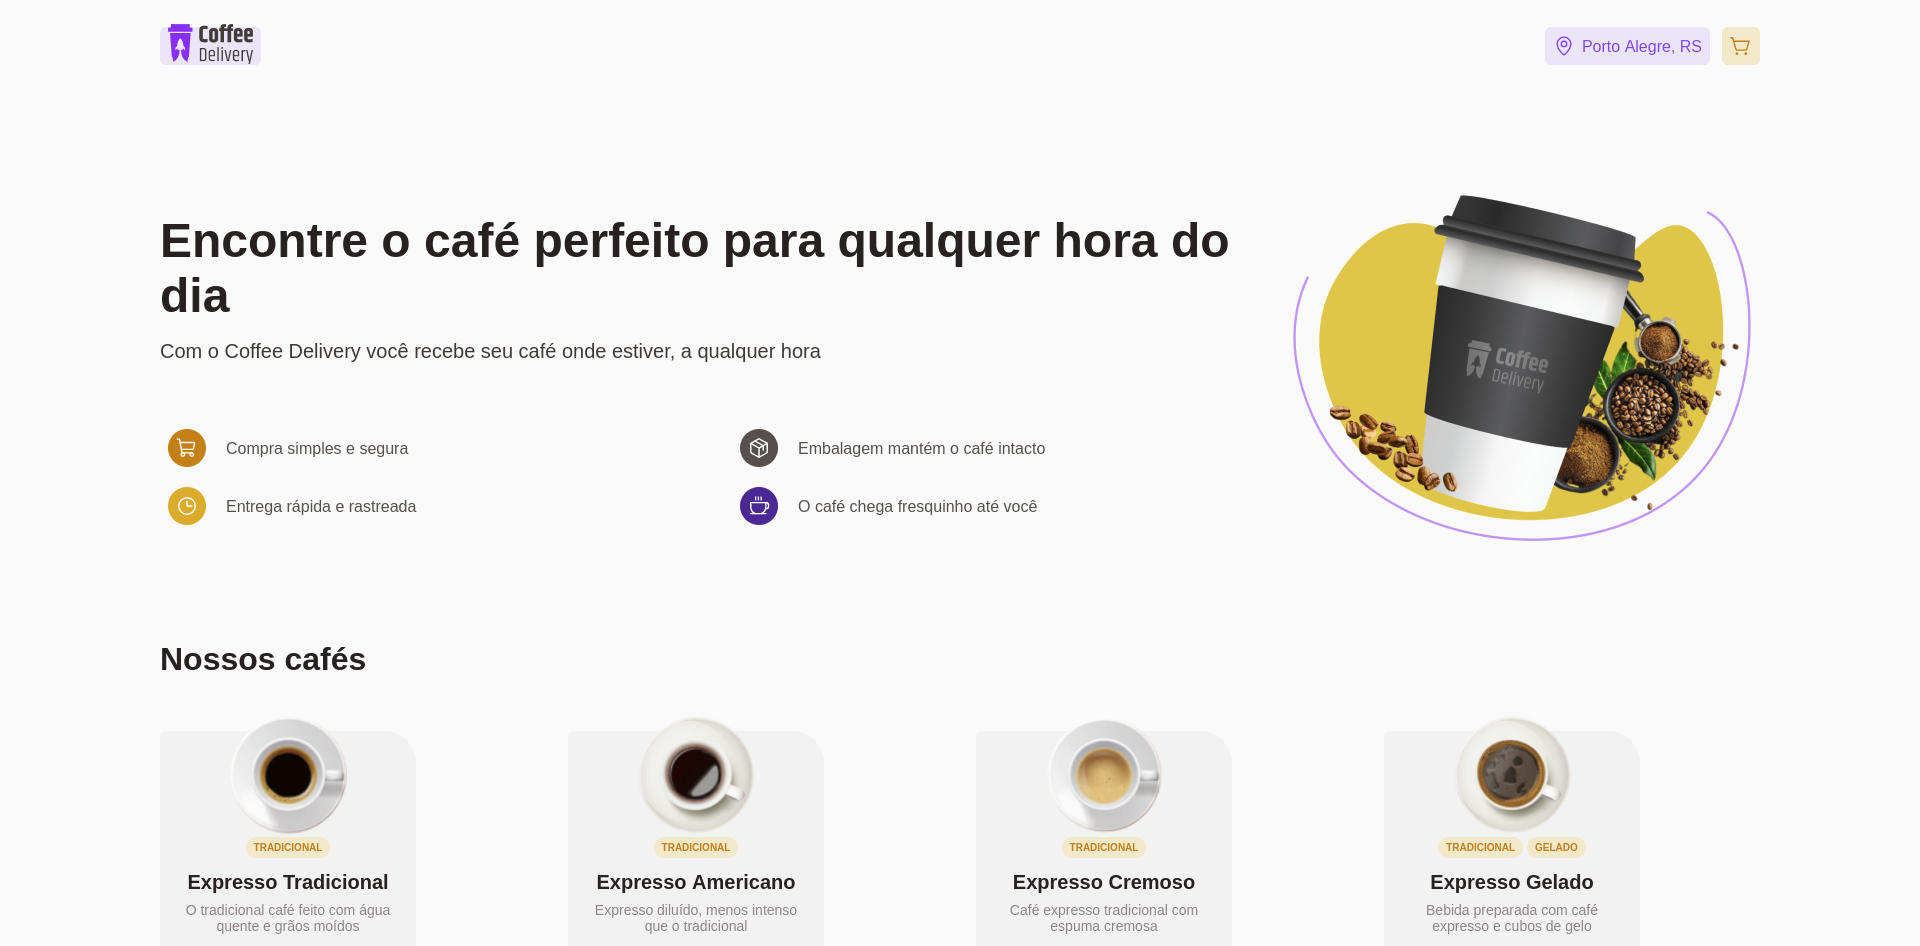 Coffee
Delivery
Porto Alegre, RS
Encontre o café perfeito para qualquer hora do
dia
Com o Coffee Delivery você recebe seu café onde estiver, a qualquer hora
Coffee
Delivery
Compra simples e segura
Embalagem mantém o café intacto
Entrega rápida e rastreada
O café chega fresquinho até você
Nossos cafés
TRADICIONAL
Expresso Tradicional
O tradicional café feito com água
quente e grãos moídos
TRADICIONAL
Expresso Americano
Expresso diluído, menos intenso
que o tradicional
TRADICIONAL
Expresso Cremoso
Café expresso tradicional com
espuma cremosa
TRADICIONAL GELADO
Expresso Gelado
Bebida preparada com café
expresso e cubos de gelo